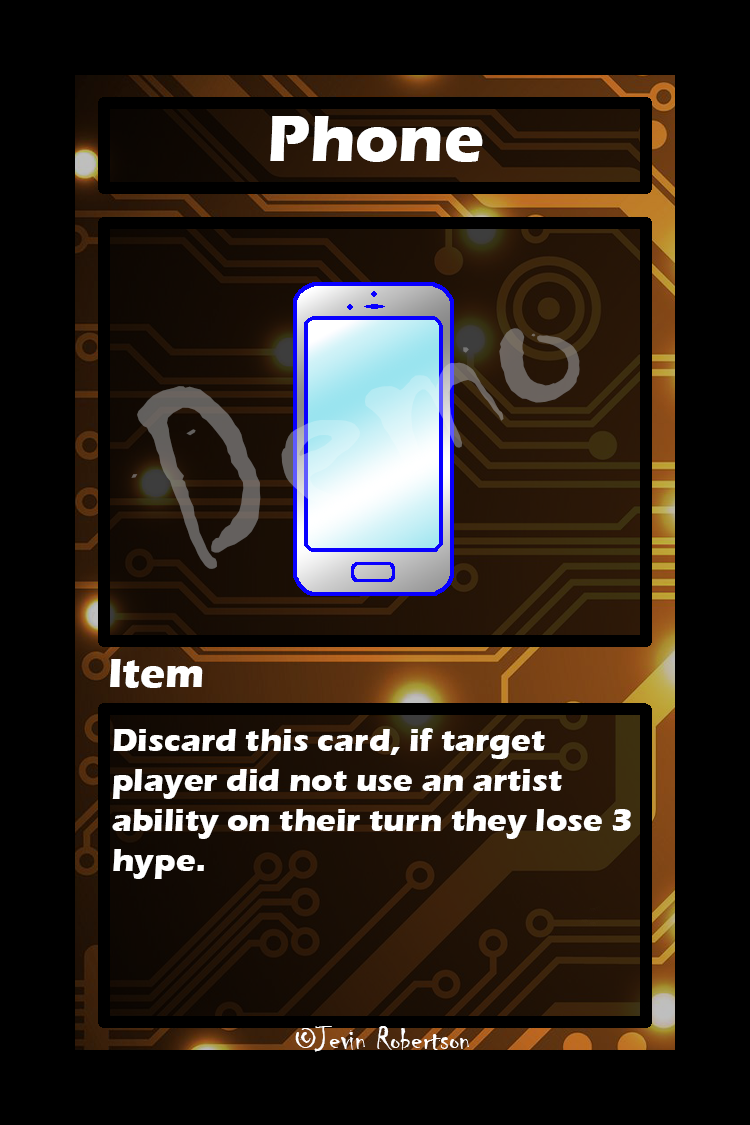 Phone
Demo
Item
Discard this card, if target
player did not use an artist
ability on their turn they lose 3
hype.
©Jevin Robertson